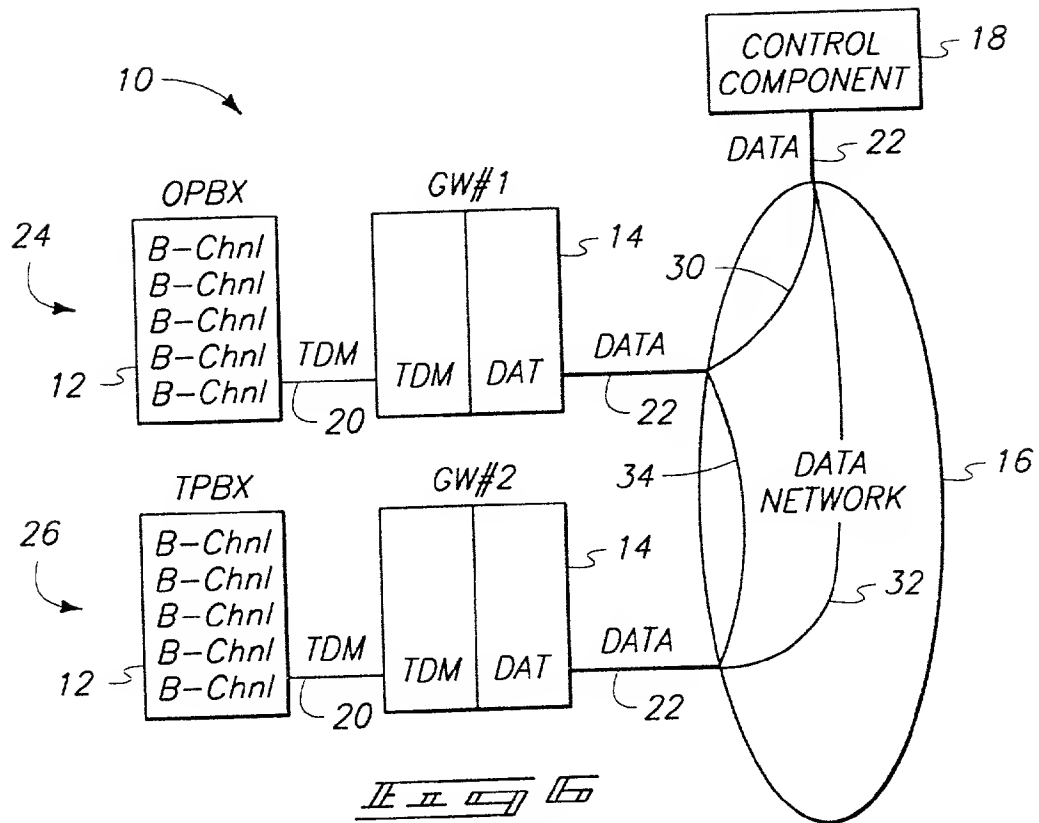 CONTROL
COMPONENT
18
10
DATA
22
OPBX
GW#1
24
B-Chnl
B-Chnl
B-Chnl
B-Chnl
B-Chnl
14
30
12
TDM
TDM
DAT
DATA
20
22
TPBX
GW#2
34
DATA
NETWORK
16
26
B-Chnl
B-Chnl
B-Chnl
B-Chnl
B-Chnl
14
32
12
TDM
TDM
DAT
DATA
20
22
Fig 6